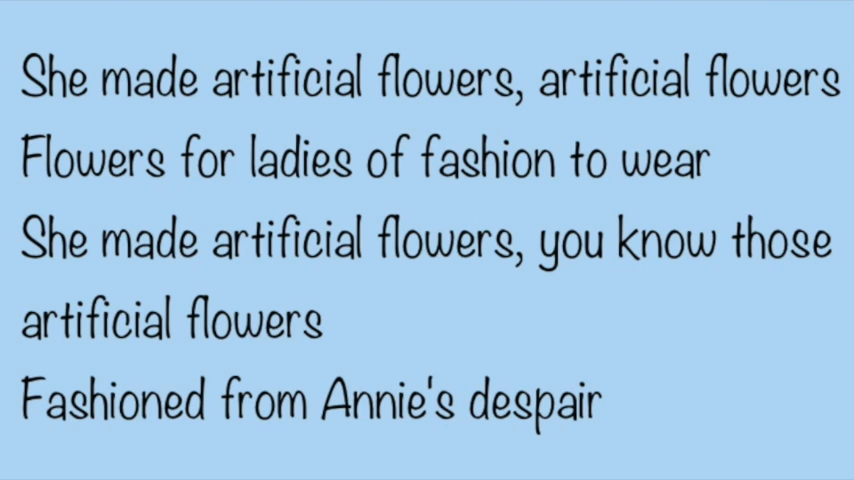 She made artificial flowers, artificial flowers
Flowers for ladies of fashion to wear
She made artificial flowers, you know those
artificial flowers
Fashioned from Annie's despair